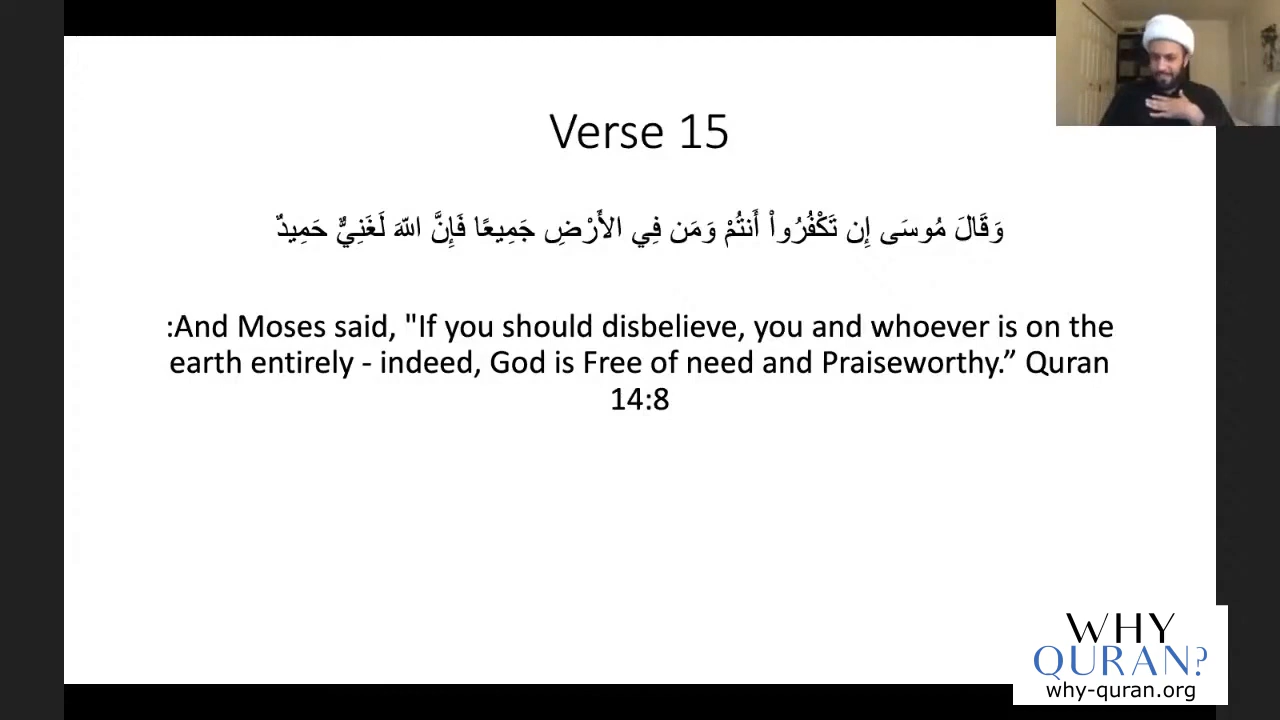 Verse 15
وَقَالَ مُوسَى إِن تَكْفُرُواْ أَنتُمْ وَمَن فِي الأَرْضِ جَمِيعًا فَإِنَّ اللّهَ لَغَنِيٌّ حَمِيدٌ
:And Moses said, "If you should disbelieve, you and whoever is on the
earth entirely - indeed, God is Free of need and Praiseworthy.” Quran
14:8
WHY
QURAN?
why-quran.org